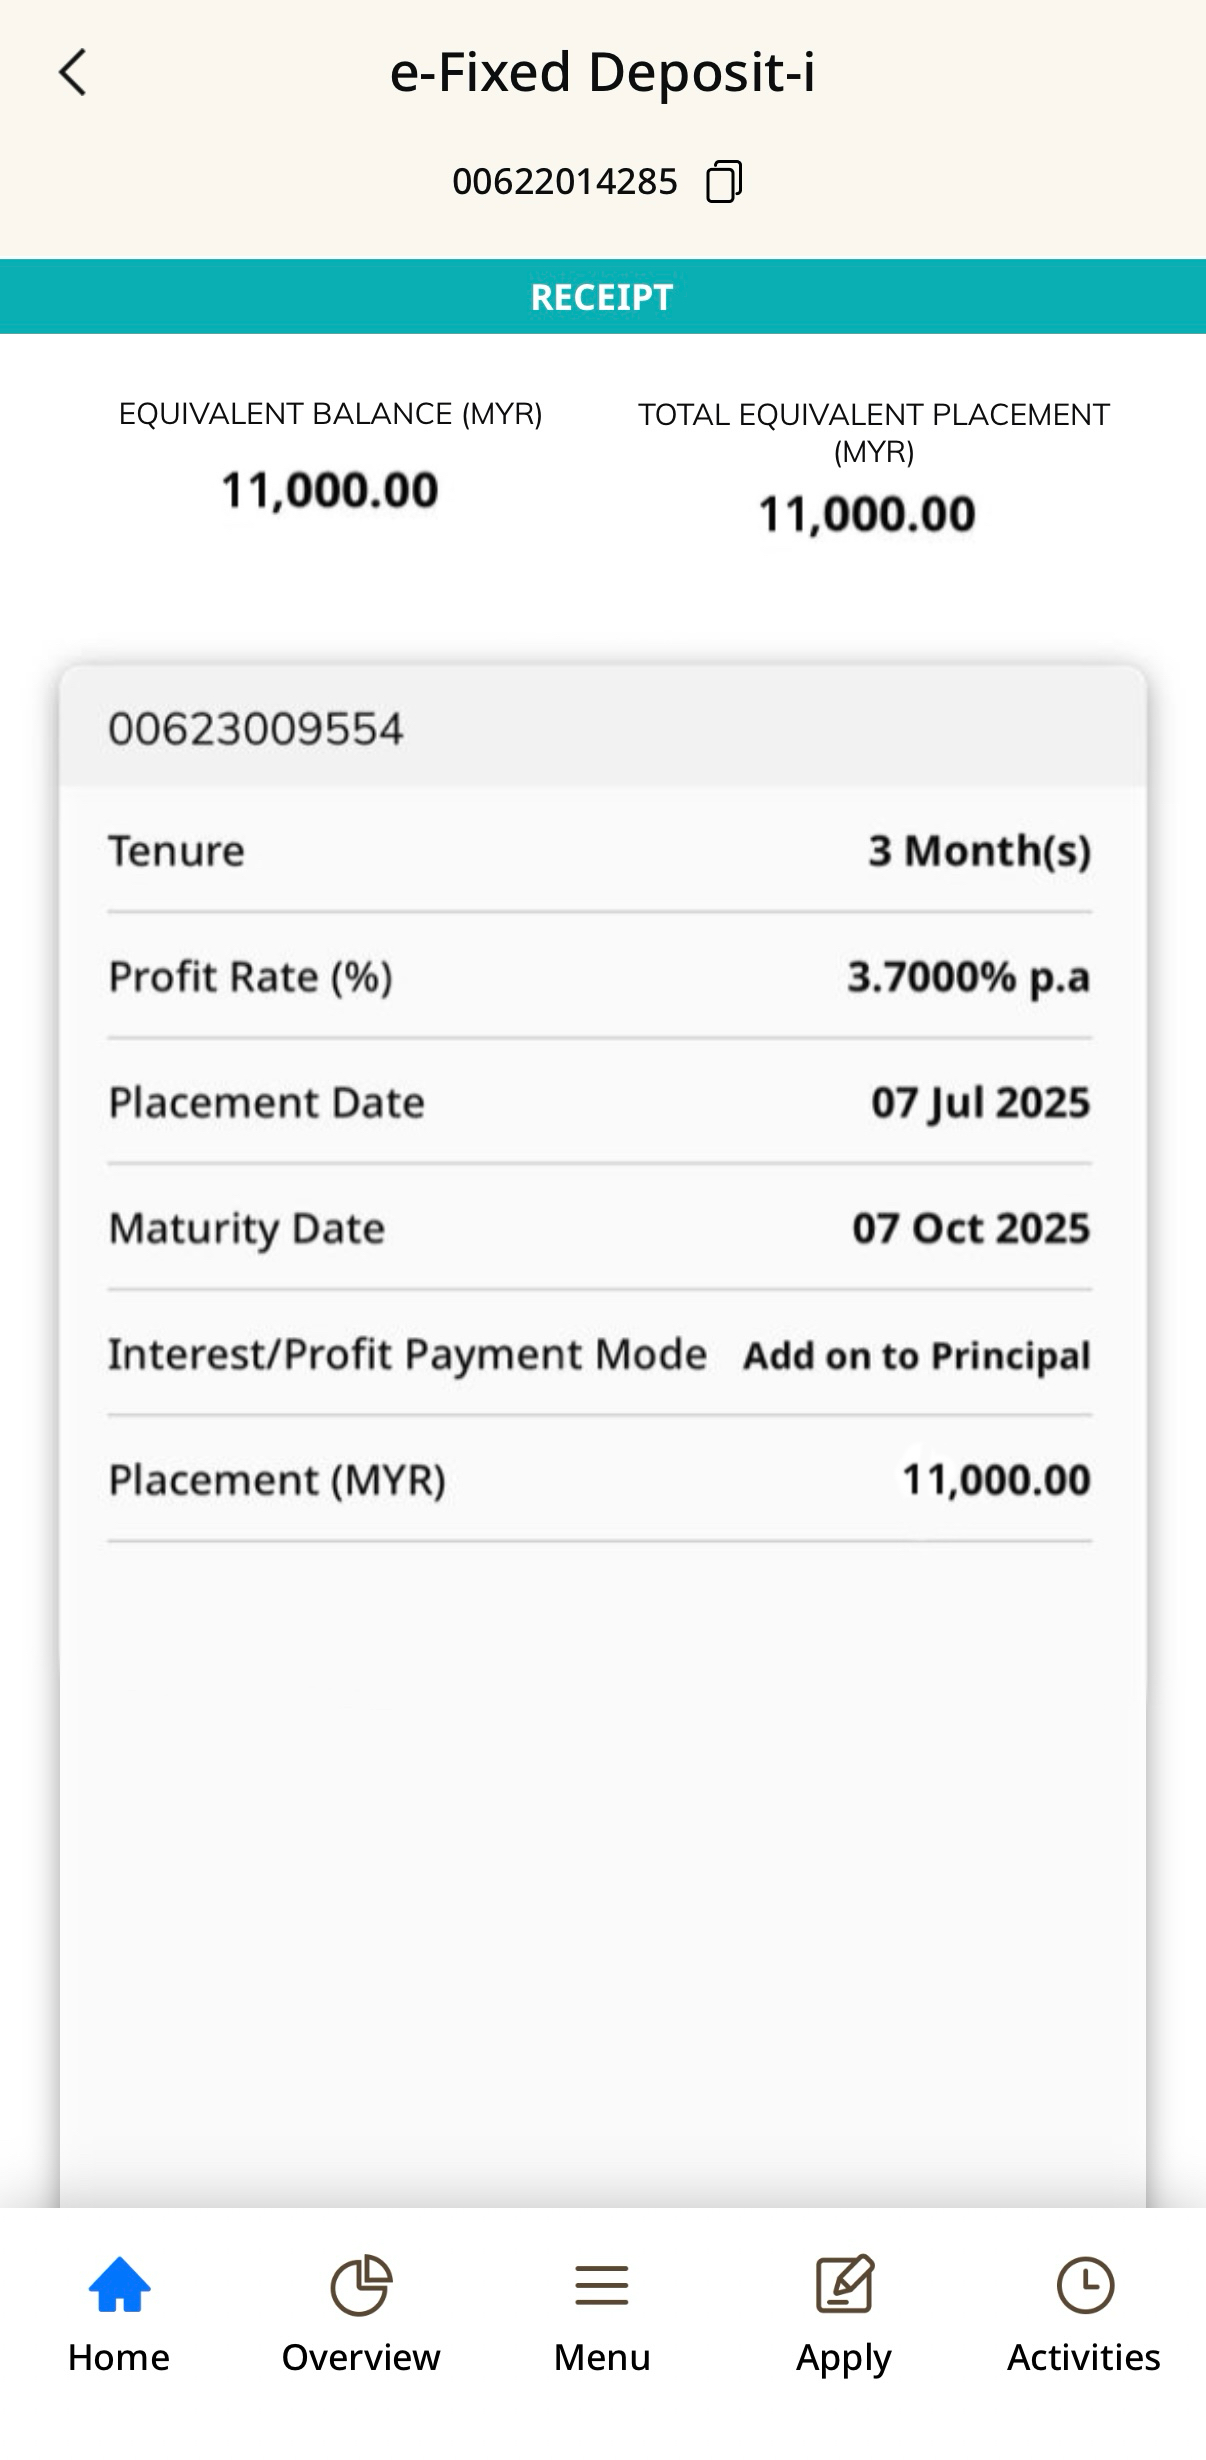 e-Fixed Deposit-i
00622014285
RECEIPT
EQUIVALENT BALANCE (MYR)
11,000.00
TOTAL EQUIVALENT PLACEMENT
(MYR)
11,000.00
00623009554
Tenure 3 Month(s)
Profit Rate (%) 3.7000% p.a
Placement Date 07 Jul 2025
Maturity Date 07 Oct 2025
Interest/Profit Payment Mode Add on to Principal
Placement (MYR) 11,000.00
Home Overview Menu Apply Activities